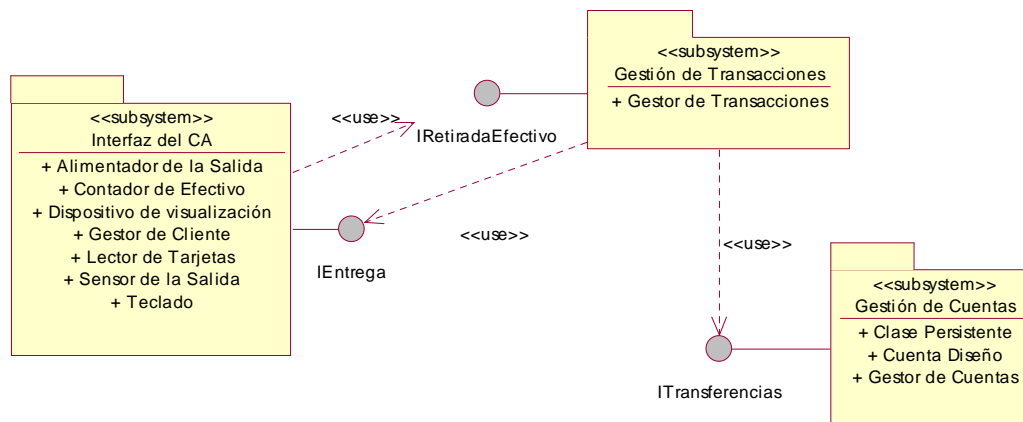 <<subsystem>>
Interfaz del CA
+ Alimentador de la Salida
+ Contador de Efectivo
+ Dispositivo de visualización
+ Gestor de Cliente
+ Lector de Tarjetas
+ Sensor de la Salida
+ Teclado
<<use>>
IRetiradaEfectivo
<<subsystem>>
Gestión de Transacciones
+ Gestor de Transacciones
<<use>>
IEntrega
<<use>>
ITransferencias
<<subsystem>>
Gestión de Cuentas
+ Clase Persistente
+ Cuenta Diseño
+ Gestor de Cuentas